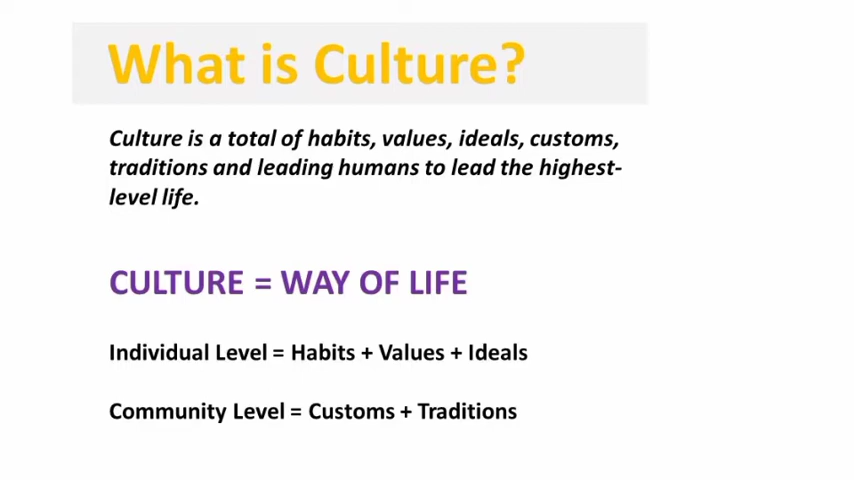 What is Culture?
Culture is a total of habits, values, ideals, customs,
traditions and leading humans to lead the highest-
level life.
CULTURE = WAY OF LIFE
Individual Level = Habits + Values + Ideals
Community Level = Customs + Traditions